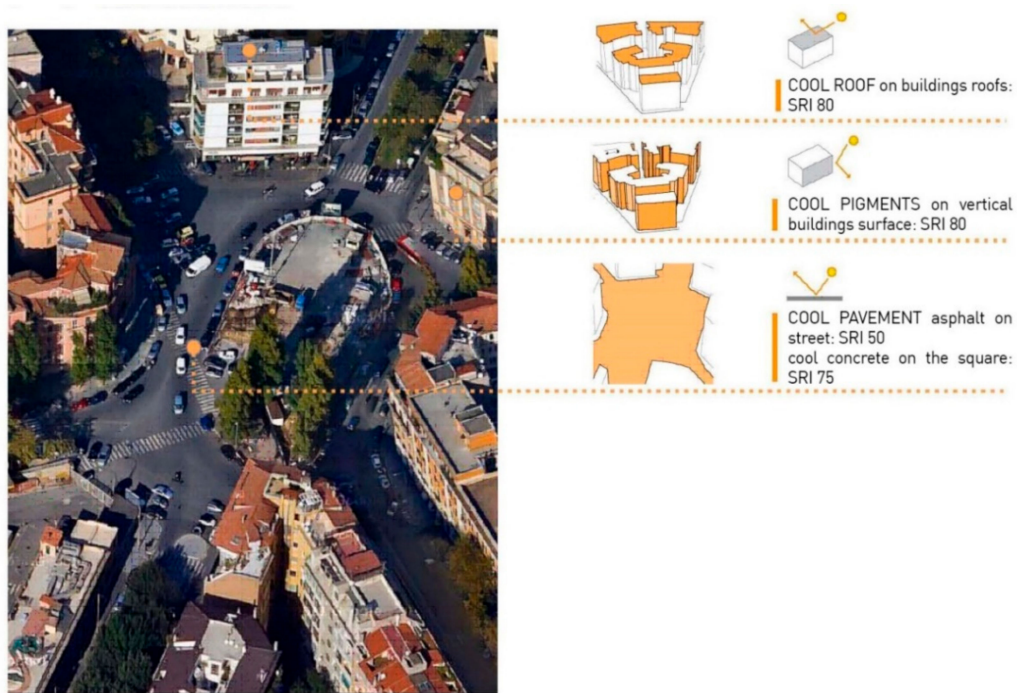 COOL ROOF on buildings roofs:
SRI 80
COOL PIGMENTS on vertical
buildings surface: SRI 80
COOL PAVEMENT asphalt on
street: SRI 50
cool concrete on the square:
SRI 75